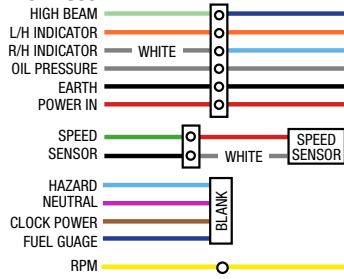 HIGH BEAM
L/H INDICATOR
R/H INDICATOR WHITE
OIL PRESSURE
EARTH
POWER IN
SPEED
SENSOR
WHITE
SPEED
SENSOR
HAZARD
NEUTRAL
CLOCK POWER
FUEL GUAGE
BLANK
RPM